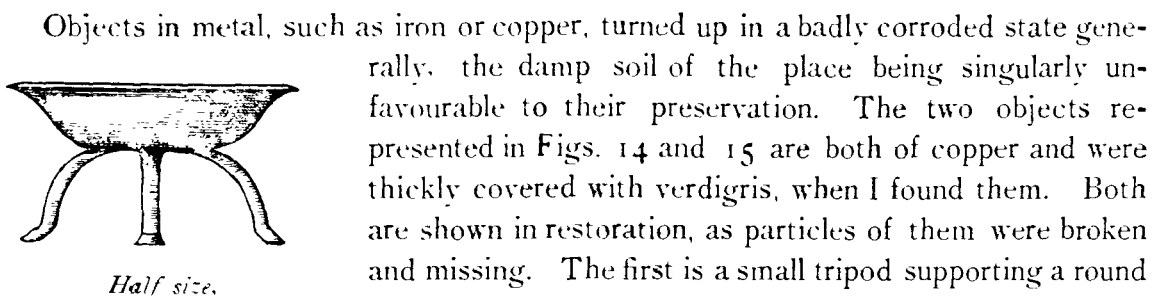 Objects in metal, such as iron or copper, turned up in a badly corroded state gene-
rally, the damp soil of the place being singularly un-
favourable to their preservation. The two objects re-
presented in Figs. 14 and 15 are both of copper and were
thickly covered with verdigris, when I found them. Both
are shown in restoration, as particles of them were broken
and missing. The first is a small tripod supporting a round
Half size.